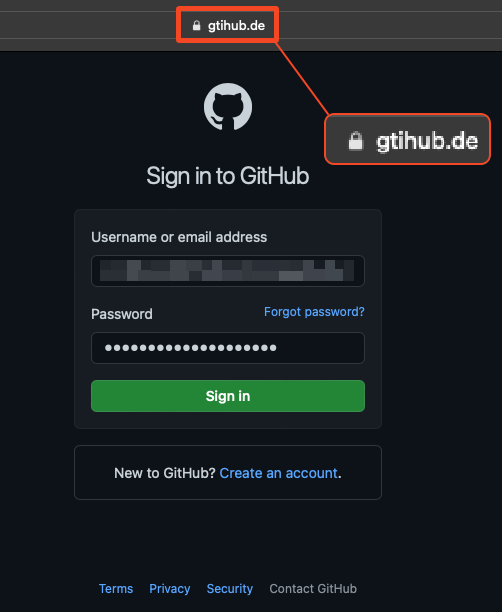 gtihub.de
gtihub.de
Sign in to GitHub
Username or email address
Password Forgot password?
Sign in
New to GitHub? Create an account.
Terms Privacy Security Contact GitHub